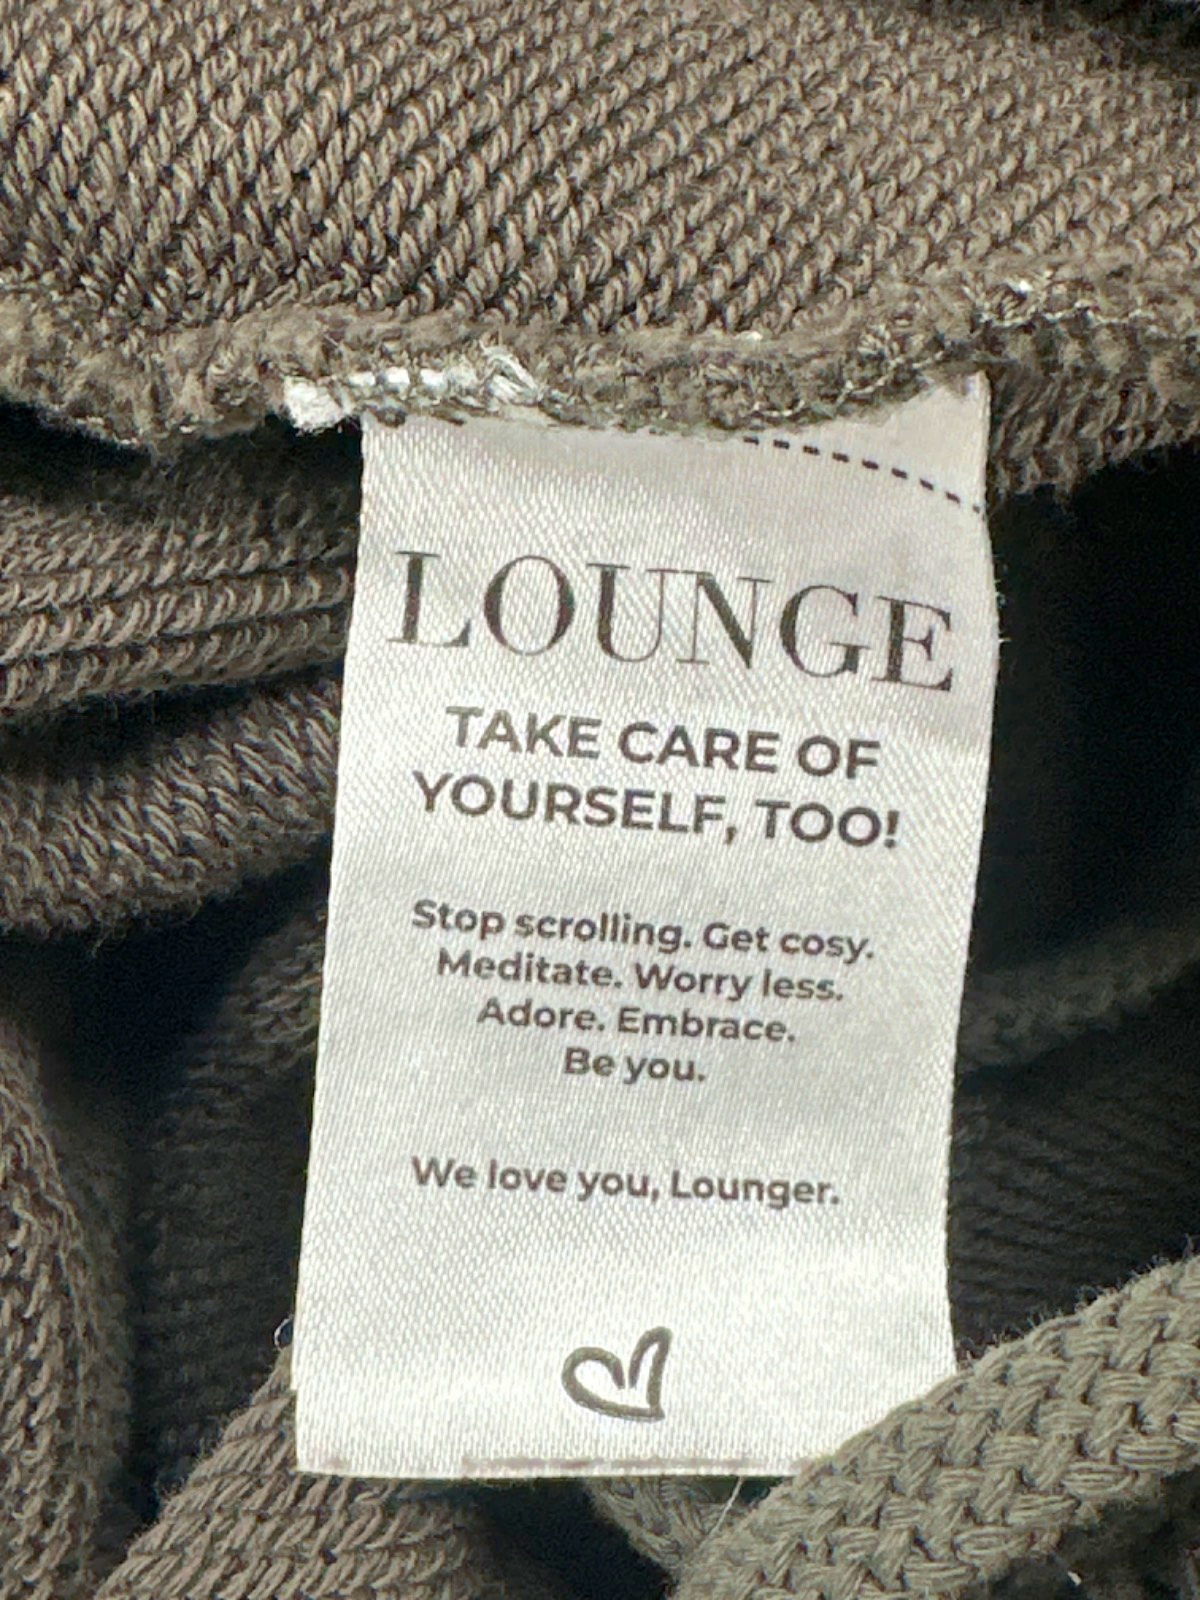 LOUNGE
TAKE CARE OF
YOURSELF, TOO!
Stop scrolling. Get cosy.
Meditate. Worry less.
Adore. Embrace.
Be you.
We love you, Lounger.